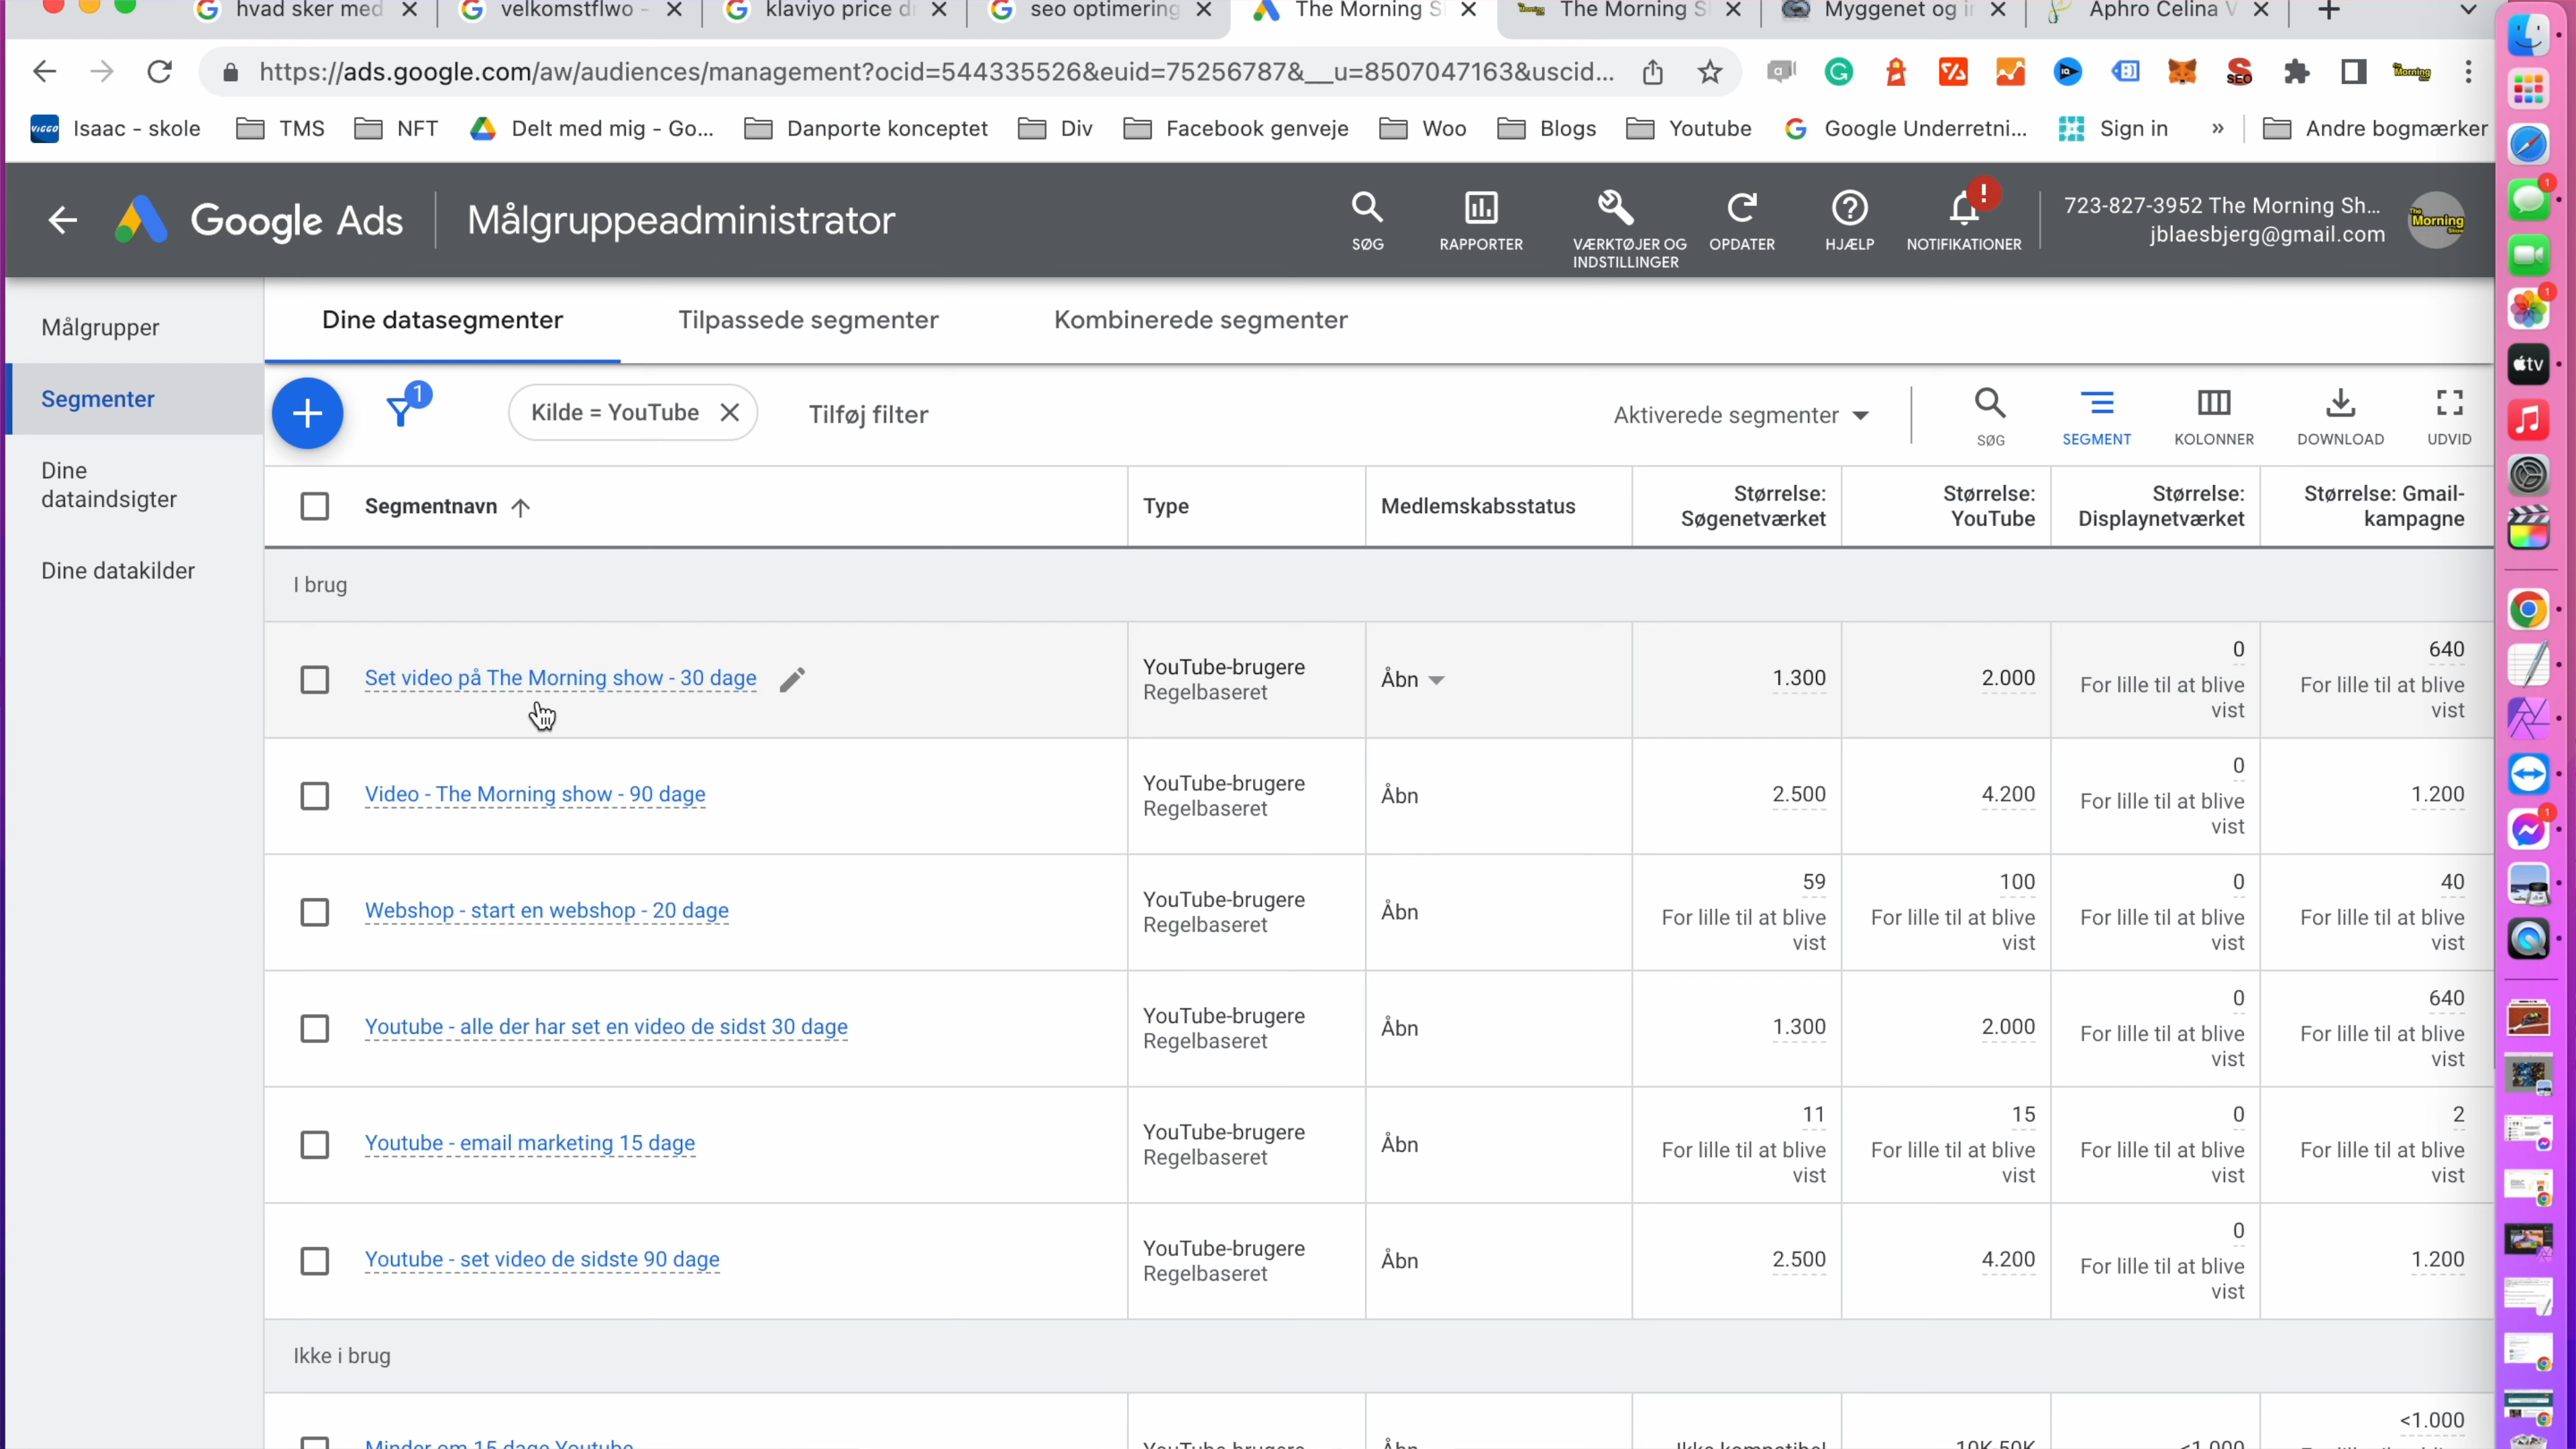 hvad sker med
velkomstflwo -
klaviyo price d
seo optimering
The Morning S
The Morning S
Myggenet og i
Aphro Celina V
https://ads.google.com/aw/audiences/management?ocid=544335526&euid=75256787&__u=8507047163&uscid...
Isaac - skole
TMS
NFT
Delt med mig - Go...
Danporte konceptet
Div
Facebook genveje
Woo
Blogs
Youtube
Google Underretni...
Sign in
»
Andre bogmærker
Google Ads
Målgruppeadministrator
SØG
RAPPORTER
VÆRKTØJER OG
INDSTILLINGER
OPDATER
HJÆLP
NOTIFIKATIONER
723-827-3952 The Morning Sh...
jblaesbjerg@gmail.com
Målgrupper
Segmenter
Dine
dataindsigter
Dine datakilder
Dine datasegmenter
Tilpassede segmenter
Kombinerede segmenter
1
Kilde = YouTube
Tilføj filter
Aktiverede segmenter
SØG
SEGMENT
KOLONNER
DOWNLOAD
UDVID
Segmentnavn
Type
Medlemskabsstatus
Størrelse:
Søgenetværket
Størrelse:
YouTube
Størrelse:
Displaynetværket
Størrelse: Gmail-
kampagne
I brug
Set video på The Morning show - 30 dage
YouTube-brugere
Regelbaseret
Åbn
1.300
2.000
0
For lille til at blive
vist
640
For lille til at blive
vist
Video - The Morning show - 90 dage
YouTube-brugere
Regelbaseret
Åbn
2.500
4.200
0
For lille til at blive
vist
1.200
Webshop - start en webshop - 20 dage
YouTube-brugere
Regelbaseret
Åbn
59
For lille til at blive
vist
100
For lille til at blive
vist
0
For lille til at blive
vist
40
For lille til at blive
vist
Youtube - alle der har set en video de sidst 30 dage
YouTube-brugere
Regelbaseret
Åbn
1.300
2.000
0
For lille til at blive
vist
640
For lille til at blive
vist
Youtube - email marketing 15 dage
YouTube-brugere
Regelbaseret
Åbn
11
For lille til at blive
vist
15
For lille til at blive
vist
0
For lille til at blive
vist
2
For lille til at blive
vist
Youtube - set video de sidste 90 dage
YouTube-brugere
Regelbaseret
Åbn
2.500
4.200
0
For lille til at blive
vist
1.200
Ikke i brug
Minder om 15 dage Youtube
YouTube-brugere
Åbn
Ikke kompatibel
10K-50K
<1.000
<1.000